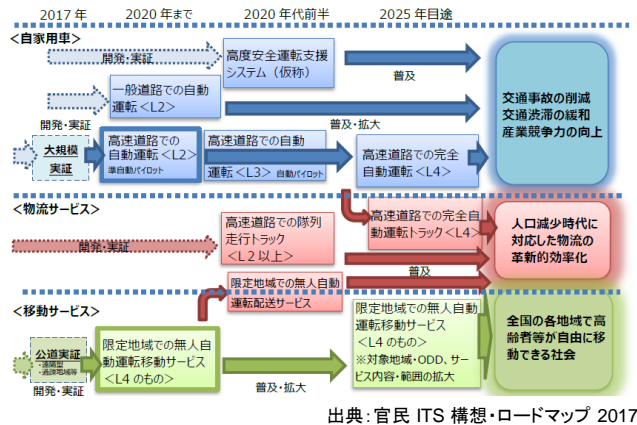 2017年
2020年まで
2020年代前半
2025年目途
<自家用車>
開発・実証
高度安全運転支援
システム（仮称）
普及
開発・実証
一般道路での自動
運転<L2>
普及・拡大
大規模
実証
高速道路での
自動運転<L2>
準自動パイロット
高速道路での自動
運転<L3> 自動パイロット
高速道路での完全
自動運転<L4>
交通事故の削減
交通渋滞の緩和
産業競争力の向上
<物流サービス>
開発・実証
高速道路での隊列
走行トラック
<L2以上>
高速道路での完全自
動運転トラック<L4>
普及
限定地域での無人自動
運転配送サービス
普及
人口減少時代に
対応した物流の
革新的効率化
<移動サービス>
公道実証
・遠隔型
・過疎地域等
開発・実証
限定地域での無人自
動運転移動サービス
<L4のもの>
普及・拡大
限定地域での無人自動
運転移動サービス
<L4のもの>
※対象地域・ODD、サー
ビス内容・範囲の拡大
全国の各地域で高
齢者等が自由に移
動できる社会
出典：官民 ITS 構想・ロードマップ 2017